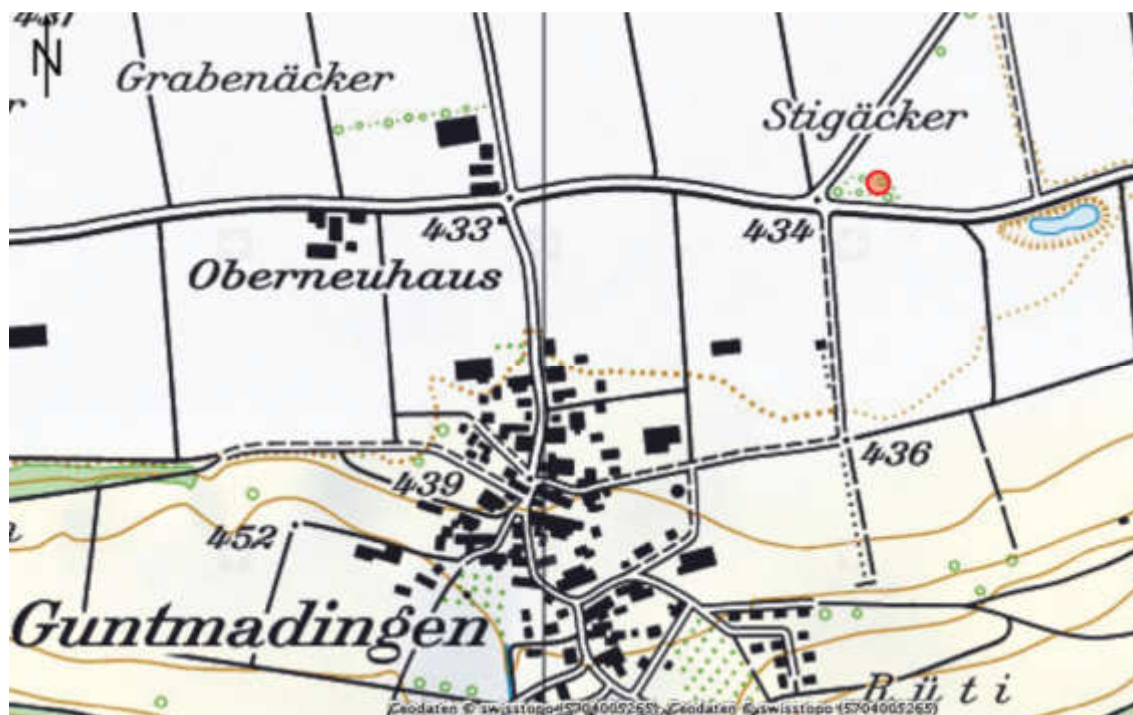 N
Grabenäcker
Stigäcker
433
434
Oberneuhaus
436
439
452
Guntmadingen
Rüti
Geodaten © swisstopo (5704005265), Geodaten © swisstopo (5704005265)